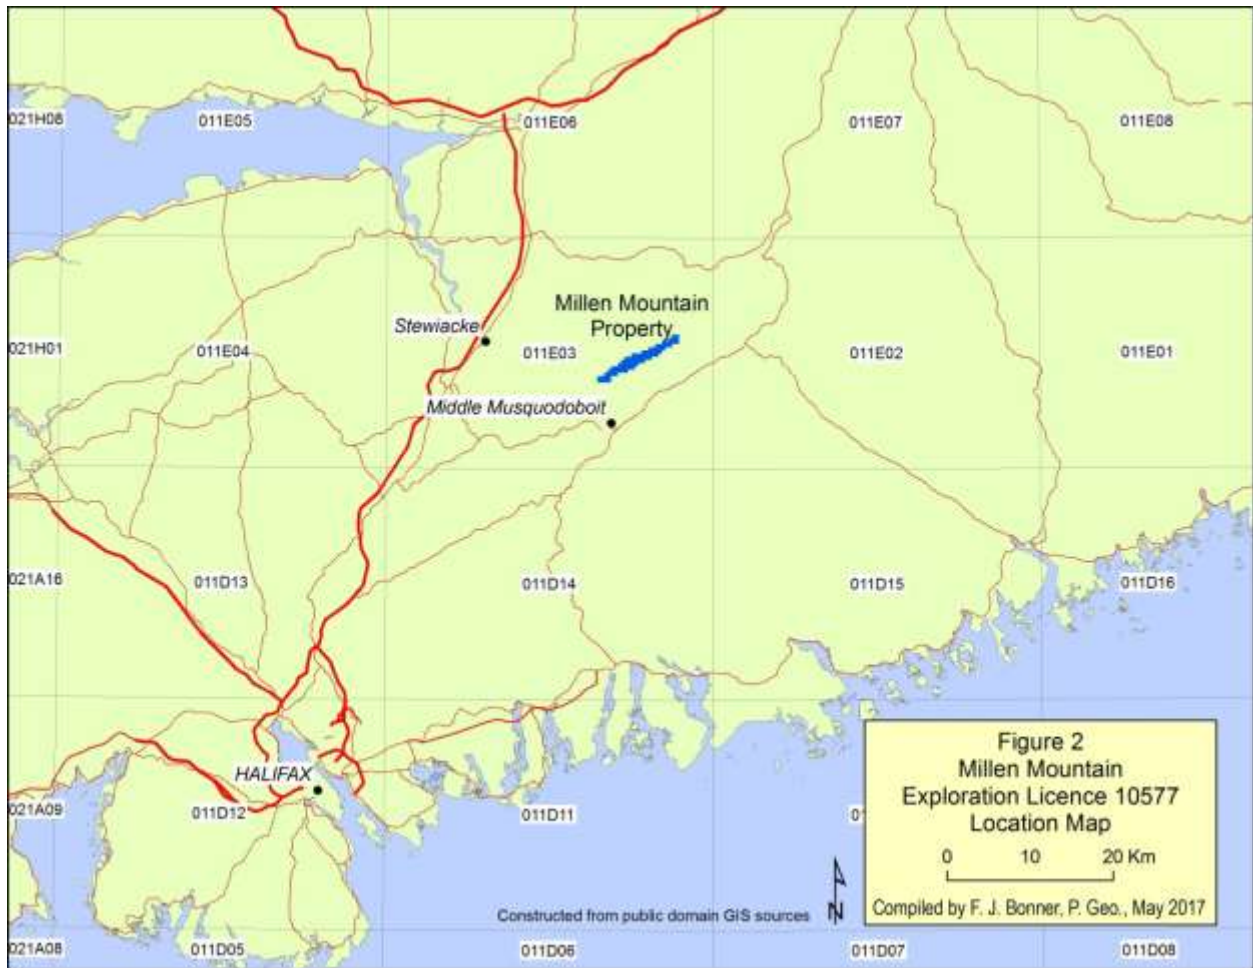 021H08
011E05
011E06
011E07
011E08
Millen Mountain
Property
Stewiacke
021H01
011E04
011E03
011E02
011E01
Middle Musquodoboit
021A16
011D13
011D14
011D15
011D16
HALIFAX
021A09
011D12
011D11
Figure 2
Millen Mountain
Exploration Licence 10577
Location Map
0 10 20 Km
Compiled by F. J. Bonner, P. Geo., May 2017
Constructed from public domain GIS sources
N
021A08
011D05
011D06
011D07
011D08